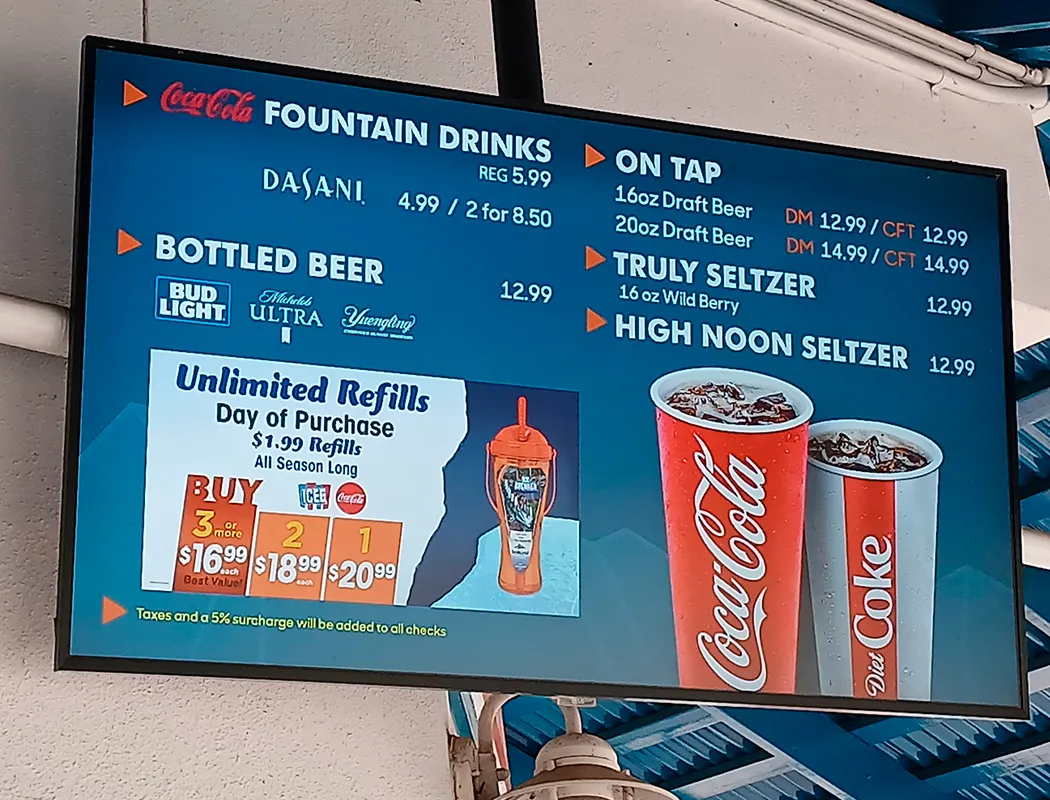 Coca-Cola FOUNTAIN DRINKS
REG 5.99
DASANI 4.99 / 2 for 8.50
BOTTLED BEER
12.99
BUD LIGHT
Michelob ULTRA
Yuengling
Unlimited Refills
Day of Purchase
$1.99 Refills
All Season Long
BUY
ICEE Coca-Cola
3 or more
$16.99 each
Best Value!
2
$18.99 each
1
$20.99
Taxes and a 5% surcharge will be added to all checks
ON TAP
16oz Draft Beer DM 12.99 / CFT 12.99
20oz Draft Beer DM 14.99 / CFT 14.99
TRULY SELTZER
16 oz Wild Berry 12.99
HIGH NOON SELTZER 12.99
Coca-Cola
Diet Coke